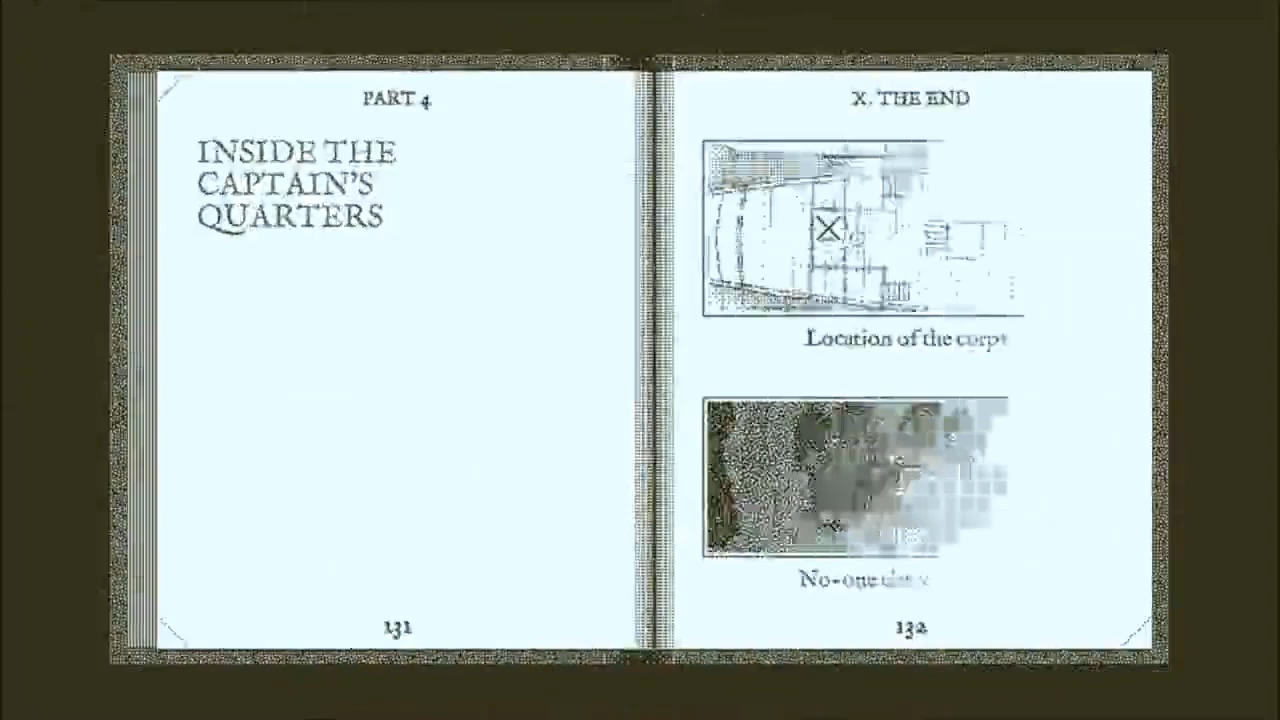 PART 4
INSIDE THE
CAPTAIN'S
QUARTERS
131
X. THE END
Location of the
No-one
132